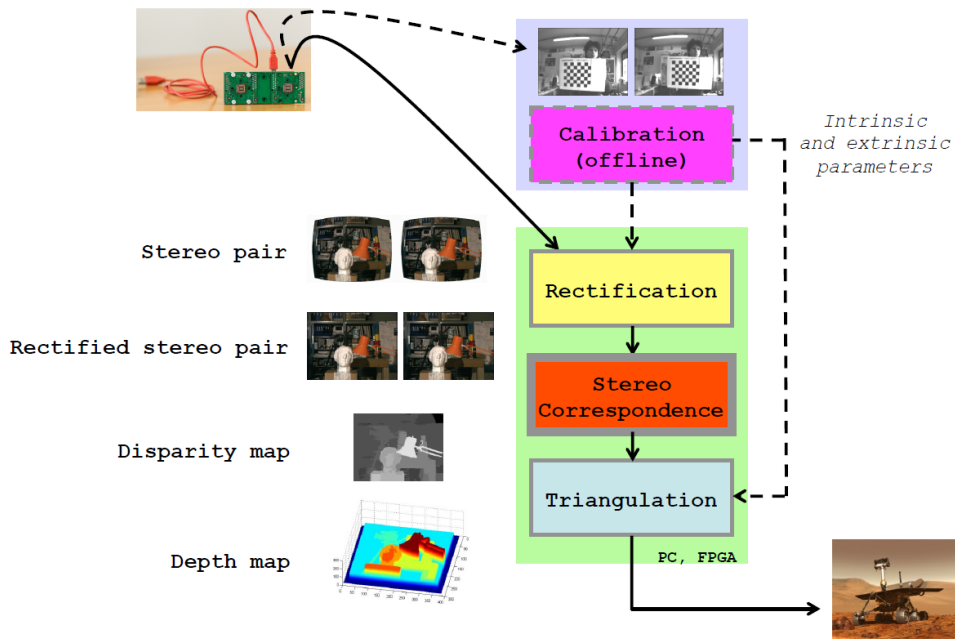 Calibration
(offline)
Intrinsic
and extrinsic
parameters
Stereo pair
Rectification
Rectified stereo pair
Stereo
Correspondence
Disparity map
Triangulation
Depth map
PC, FPGA